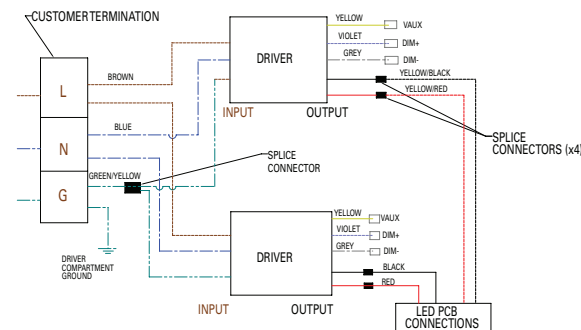 CUSTOMER TERMINATION
L
N
G
BROWN
BLUE
GREEN/YELLOW
DRIVER
COMPARTMENT
GROUND
SPLICE
CONNECTOR
DRIVER
INPUT
OUTPUT
YELLOW
VAUX
VIOLET
DIM+
GREY
DIM-
YELLOW/BLACK
YELLOW/RED
SPLICE
CONNECTORS (x4)
DRIVER
INPUT
OUTPUT
YELLOW
VAUX
VIOLET
DIM+
GREY
DIM-
BLACK
RED
LED PCB
CONNECTIONS